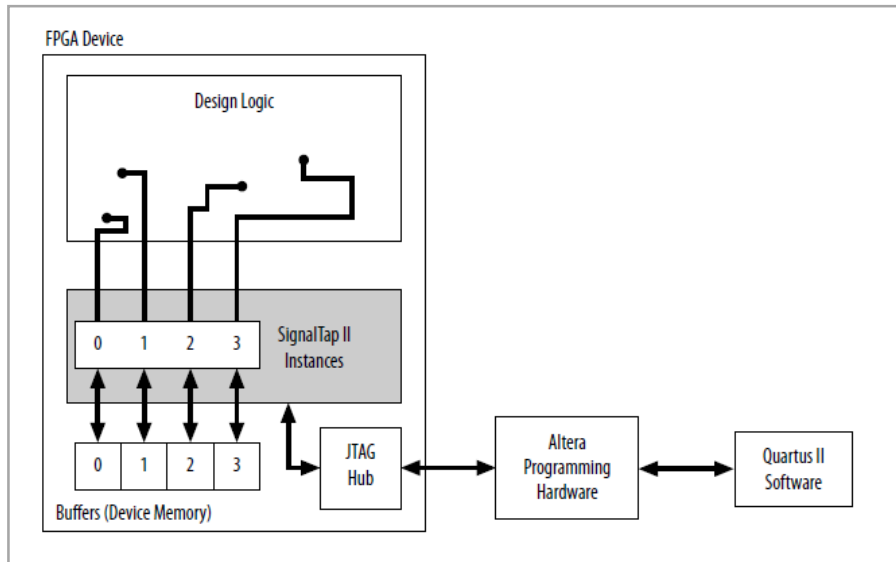 FPGA Device
Design Logic
0 1 2 3
SignalTap II
Instances
0 1 2 3
Buffers (Device Memory)
JTAG
Hub
Altera
Programming
Hardware
Quartus II
Software